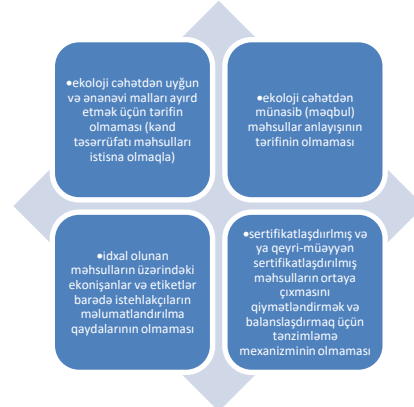 •ekoloji cəhətdən uyğun
və ənənəvi malları ayırd
etmək üçün tərifin
olmaması (kənd
təsərrüfatı məhsulları
istisna olmaqla)
•ekoloji cəhətdən
münasib (məqbul)
məhsullar anlayışının
tərifinin olmaması
•idxal olunan
məhsulların üzərindəki
ekonişanlar və etiketlər
barədə istehlakçıların
məlumatlandırılma
qaydalarının olmaması
•sertifikatlaşdıırlmış və
ya qeyri-müəyyən
sertifikatlaşdırılmış
məhsulların ortaya
çıxmasını
qiymətləndirmək və
balanslaşdırmaq üçün
tənzimləmə
mexanizminin olmaması